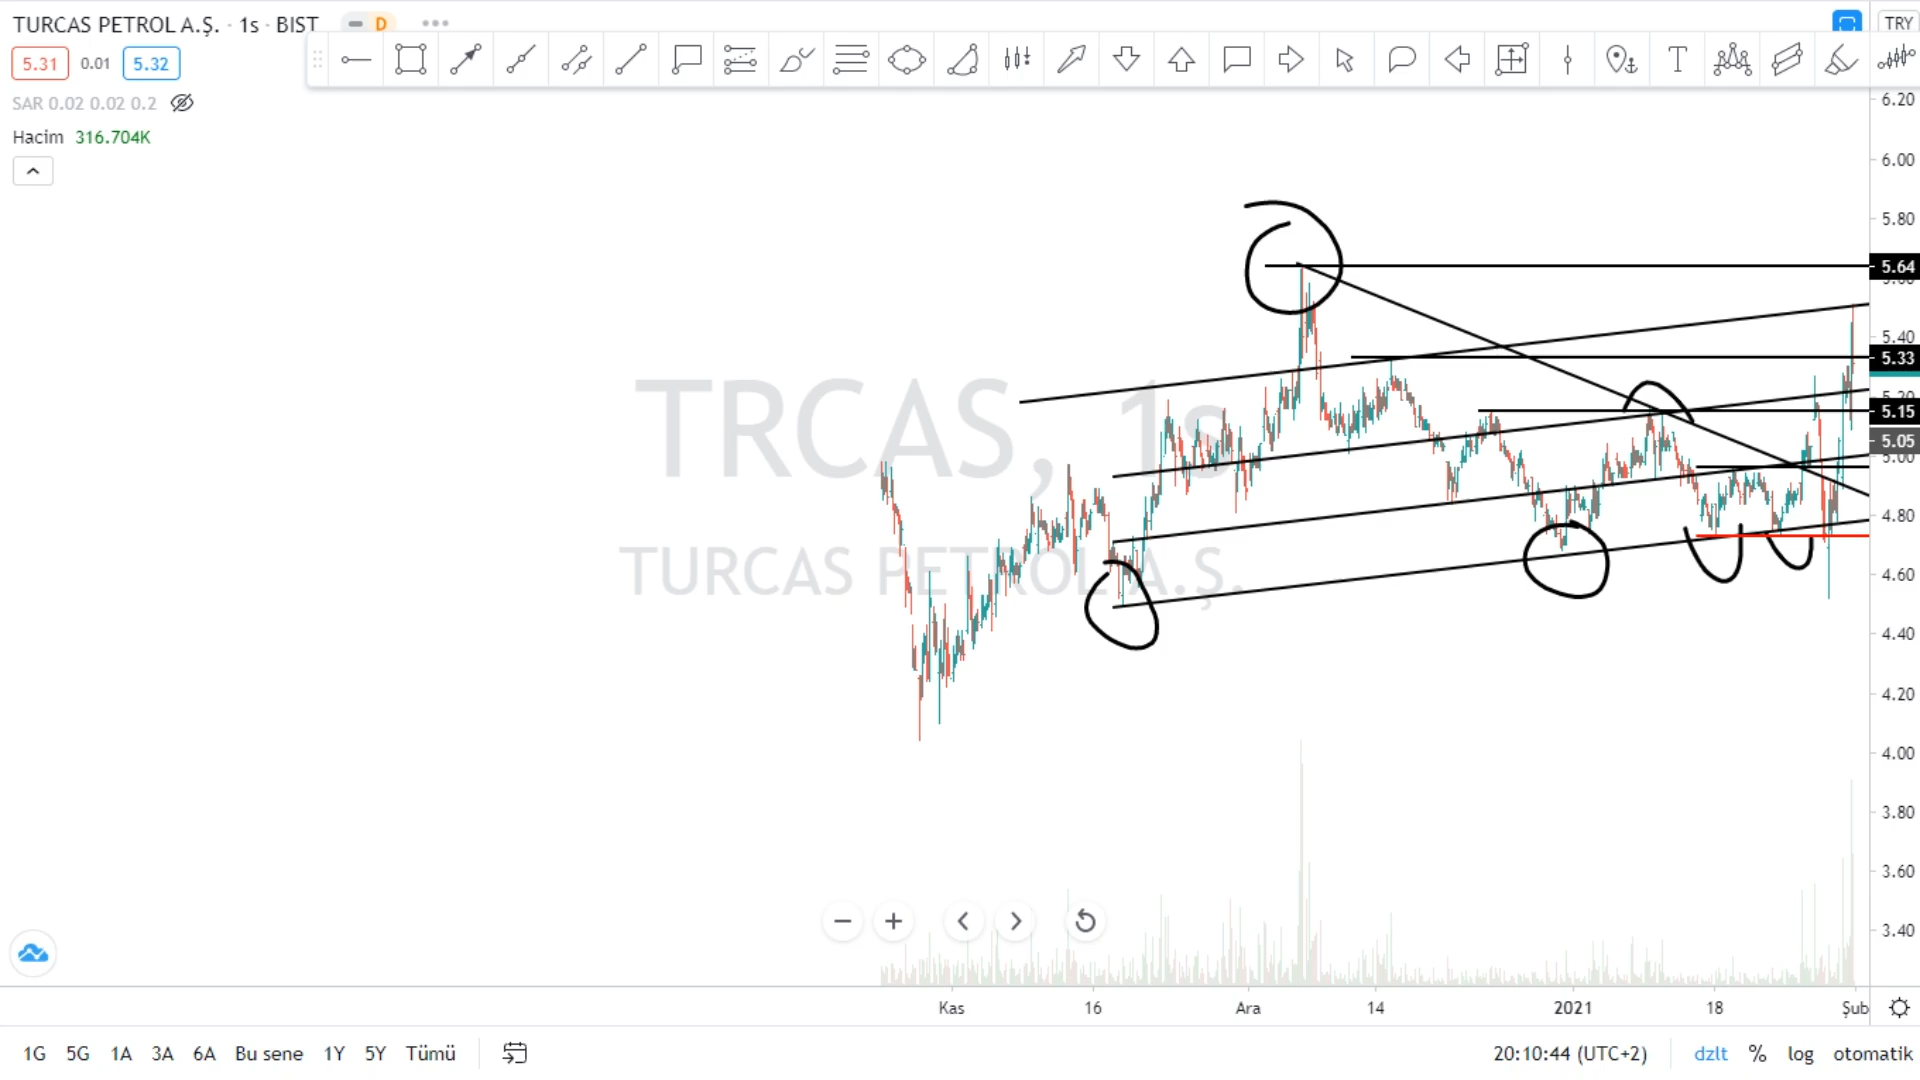 TURCAS PETROL A.Ş. · 1s · BIST
D
TRY
5.31 0.01 5.32
SAR 0.02 0.02 0.2
Hacim 316.704K
T
TRCAS, 1s
TURCAS PETROL A.Ş.
6.20
6.00
5.80
5.64
5.40
5.33
5.20
5.15
5.05
5.00
4.80
4.60
4.40
4.20
4.00
3.80
3.60
3.40
Kas 16 Ara 14 2021 18 Şub
1G 5G 1A 3A 6A Bu sene 1Y 5Y Tümü 20:10:44 (UTC+2) dzlt % log otomatik